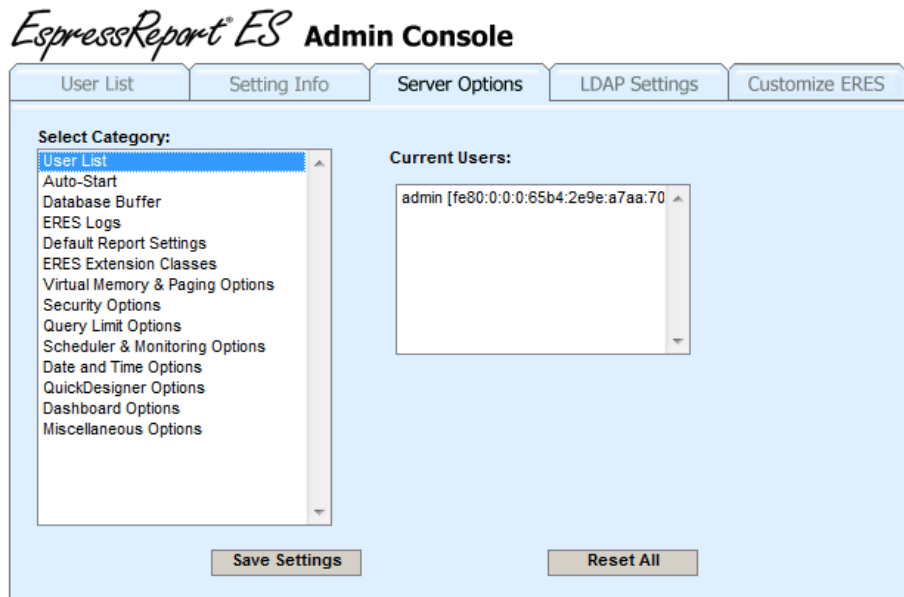 EspressReport® ES Admin Console
User List
Setting Info
Server Options
LDAP Settings
Customize ERES
Select Category:
User List
Auto-Start
Database Buffer
ERES Logs
Default Report Settings
ERES Extension Classes
Virtual Memory & Paging Options
Security Options
Query Limit Options
Scheduler & Monitoring Options
Date and Time Options
QuickDesigner Options
Dashboard Options
Miscellaneous Options
Current Users:
admin [fe80:0:0:0:65b4:2e9e:a7aa:70
Save Settings
Reset All